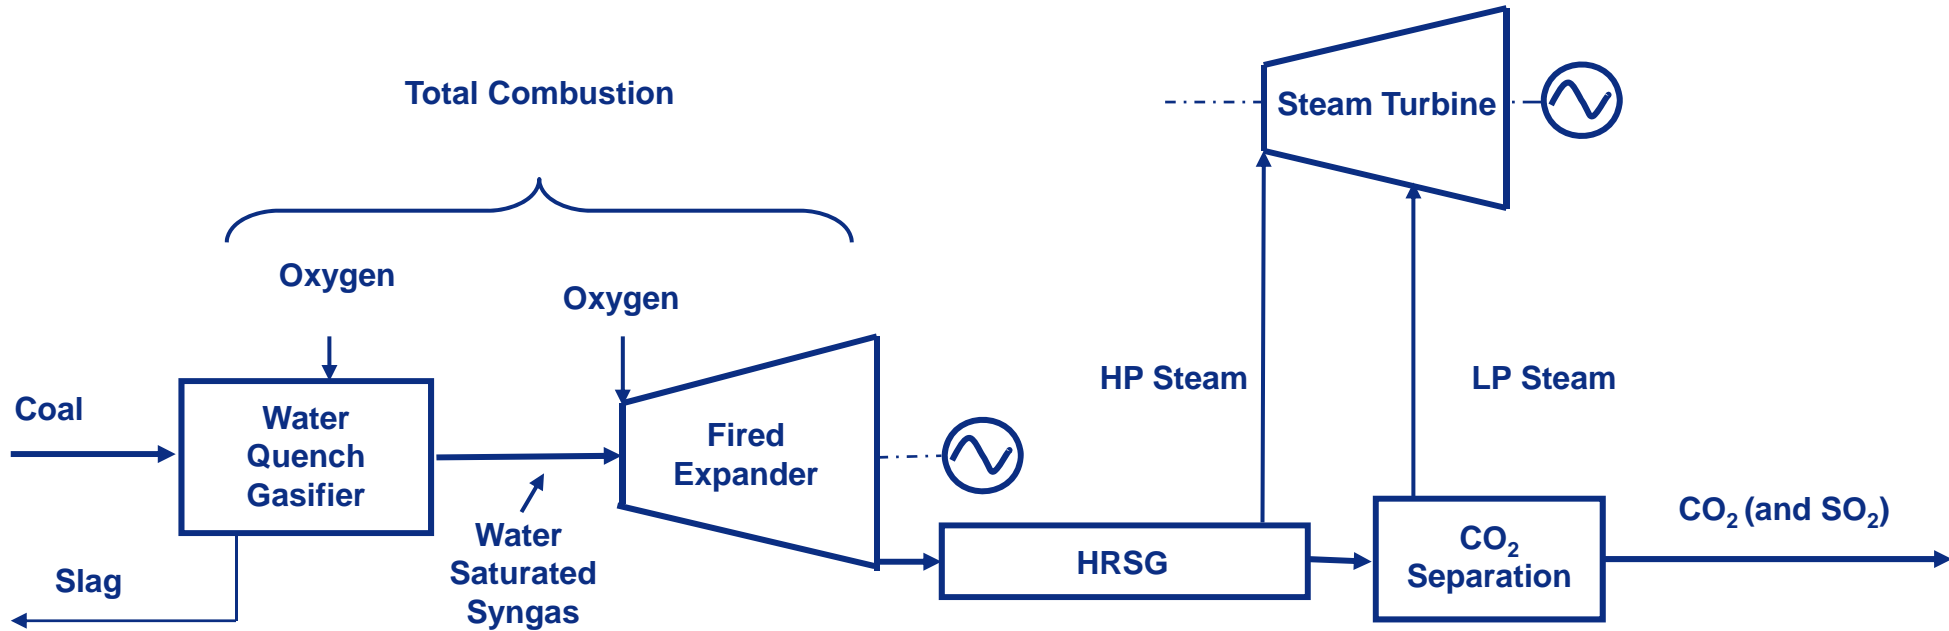 Total Combustion
Steam Turbine
Oxygen
Oxygen
HP Steam
LP Steam
Coal
Water
Quench
Gasifier
Fired
Expander
Water
Saturated
Syngas
Slag
HRSG
CO₂
Separation
CO₂ (and SO₂)